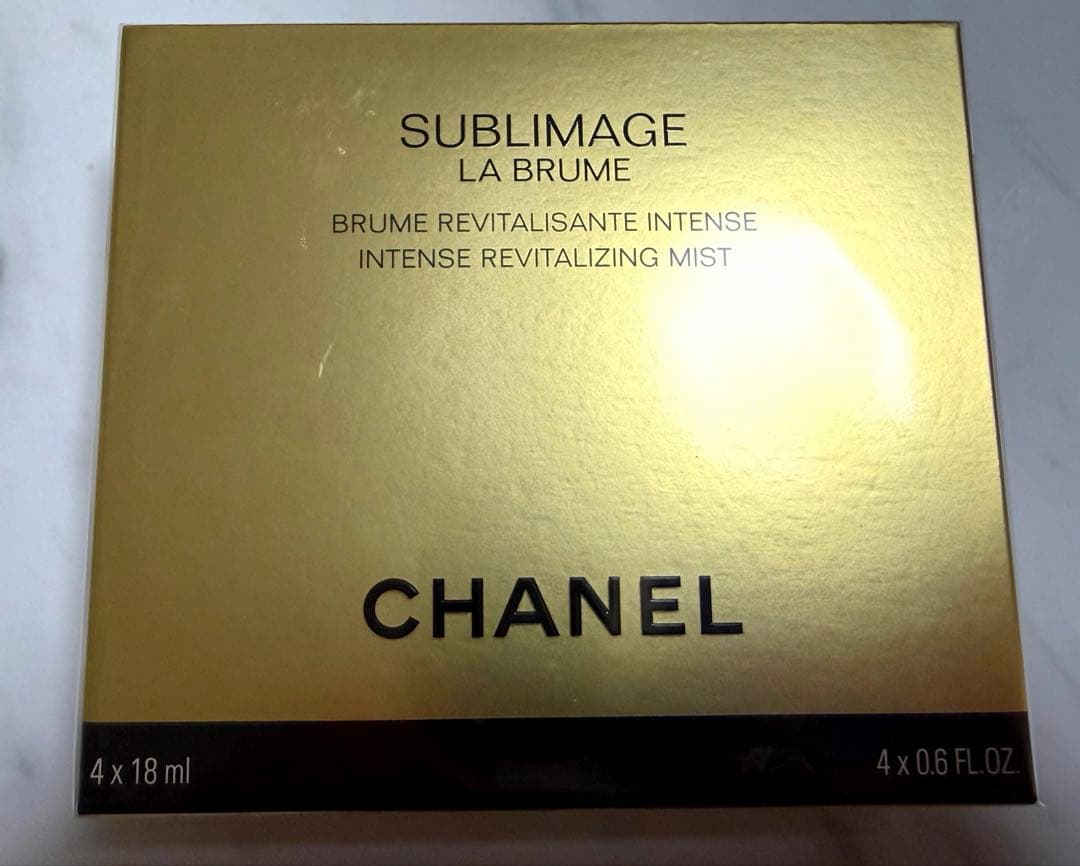 SUBLIMAGE
LA BRUME
BRUME REVITALISANTE INTENSE
INTENSE REVITALIZING MIST
CHANEL
4 x 18 ml
4 x 0.6 FL.OZ.